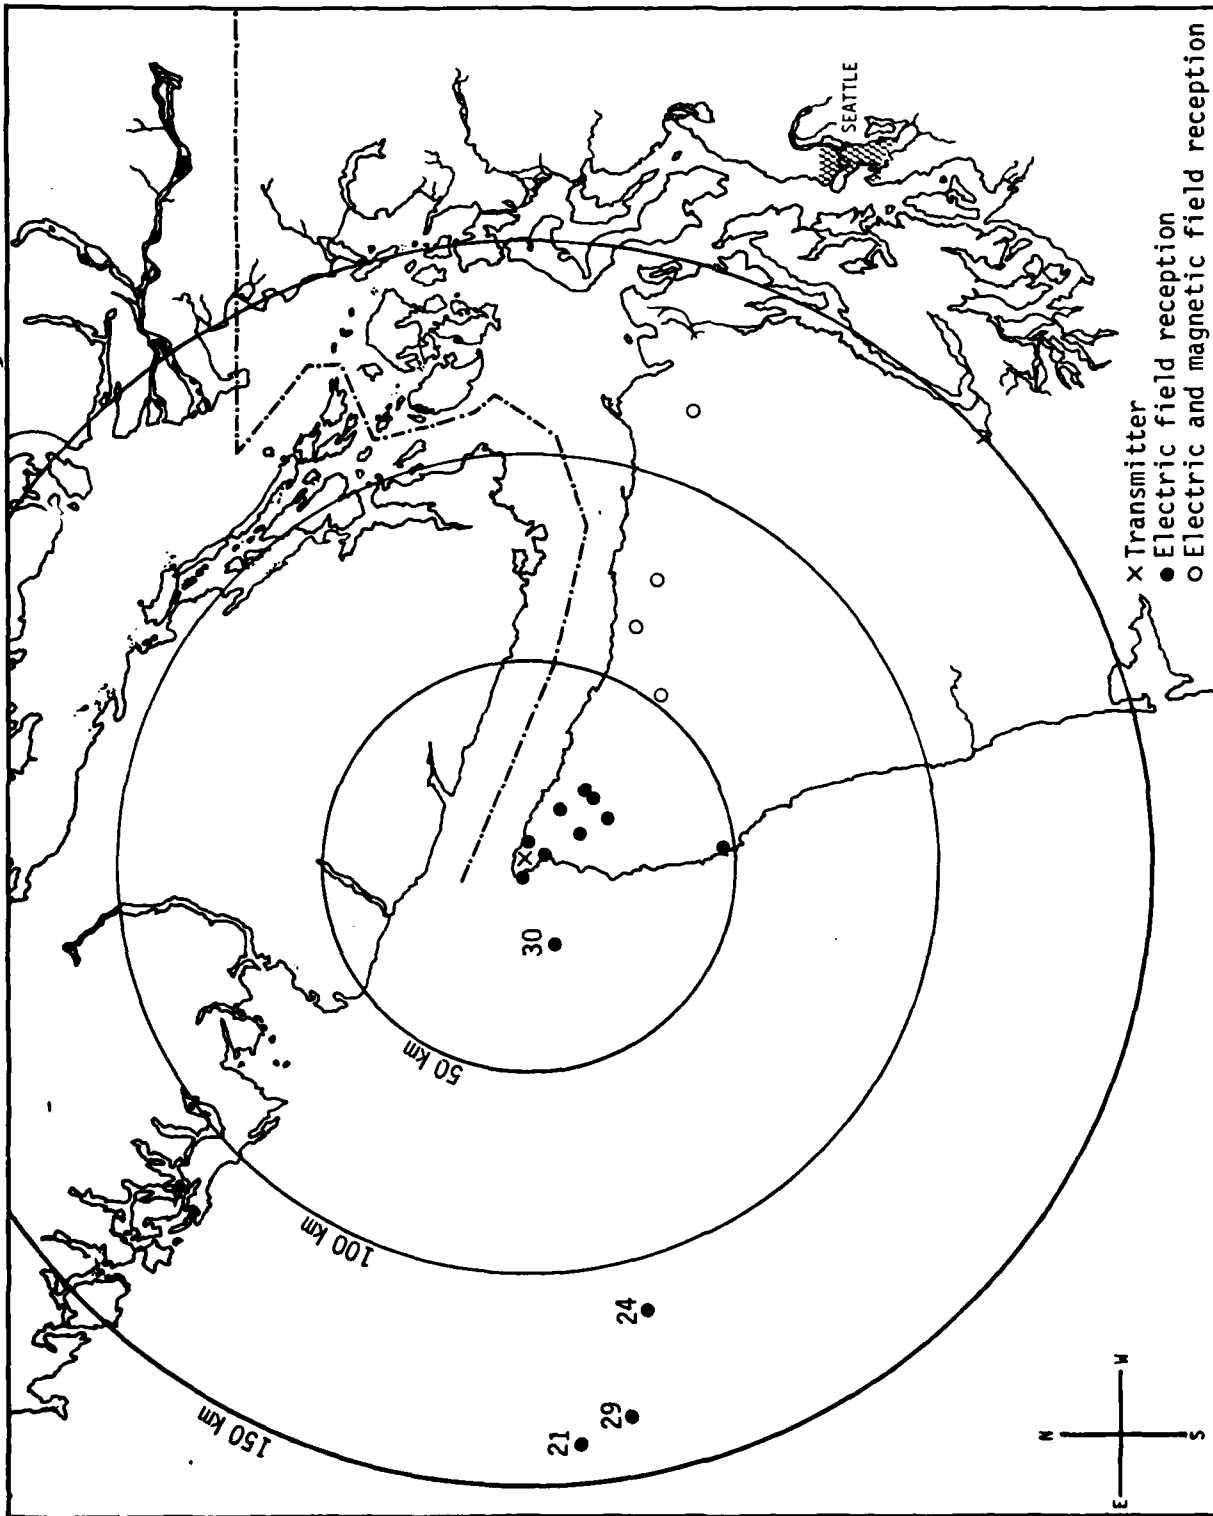 SEATTLE
30
50 km
100 km
24
29
21
150 km
× Transmitter
● Electric field reception
○ Electric and magnetic field reception
N
E
W
S